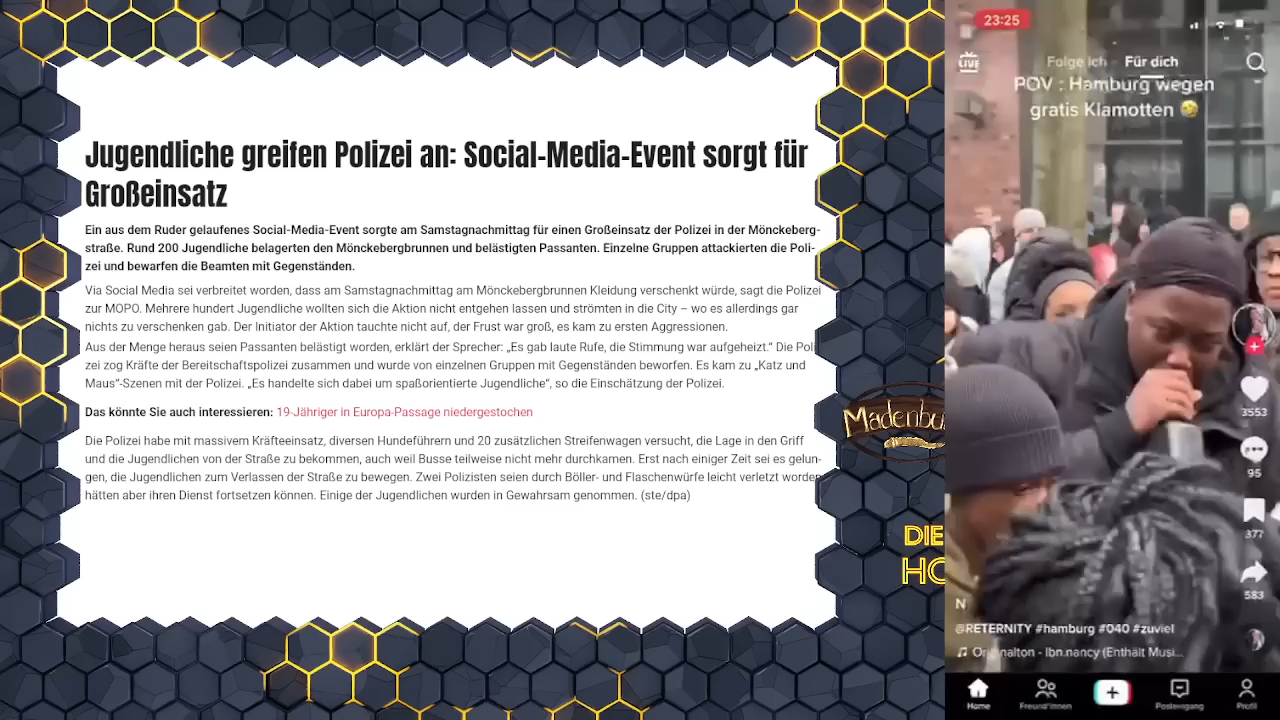 Jugendliche greifen Polizei an: Social-Media-Event sorgt für
Großeinsatz
Ein aus dem Ruder gelaufenes Social-Media-Event sorgte am Samstagnachmittag für einen Großeinsatz der Polizei in der Möckeberg-
straße. Rund 200 Jugendliche belagerten den Mönckebergbrunnen und belästigten Passanten. Einzelne Gruppen attackierten die Poli-
zei und bewarfen die Beamten mit Gegenständen.
Via Social Media sei verbreitet worden, dass am Samstagnachmittag am Mönckebergbrunnen Kleidung verschenkt würde, sagt die Polizei
zur MOPO. Mehrere hundert Jugendliche wollten sich die Aktion nicht entgehen lassen und strömten in die City – wo es allerdings gar
nichts zu verschenken gab. Der Initiator der Aktion tauchte nicht auf, der Frust war groß, es kam zu ersten Aggressionen.
Aus der Menge heraus seien Passanten belästigt worden, erklärt der Sprecher: „Es gab laute Rufe, die Stimmung war aufgeheizt.“ Die Poli
zei zog Kräfte der Bereitschaftspolizei zusammen und wurde von einzelnen Gruppen mit Gegenständen beworfen. Es kam zu „Katz und
Maus“-Szenen mit der Polizei. „Es handelte sich dabei um spaßorientierte Jugendliche“, so die Einschätzung der Polizei.
Das könnte Sie auch interessieren: 19-Jähriger in Europa-Passage niedergestochen
Die Polizei habe mit massivem Kräfteeinsatz, diversen Hundeführern und 20 zusätzlichen Streifenwagen versucht, die Lage in den Griff
und die Jugendlichen von der Straße zu bekommen, auch weil Busse teilweise nicht mehr durchkamen. Erst nach einiger Zeit sei es gelun-
gen, die Jugendlichen zum Verlassen der Straße zu bewegen. Zwei Polizisten seien durch Böller- und Flaschenwürfe leicht verletzt worden
hätten aber ihren Dienst fortsetzen können. Einige der Jugendlichen wurden in Gewahrsam genommen. (ste/dpa)
Madenbu
DIE
HO
23:25
LIVE
Folge ich Für dich
POV : Hamburg wegen
gratis Klamotten 🤣
3553
95
377
583
N
@RETERNITY #hamburg #040 #zuviel
Originalton - Ibn.nancy (Enthält Musi...
Home
Freund*innen
Posteingang
Profil